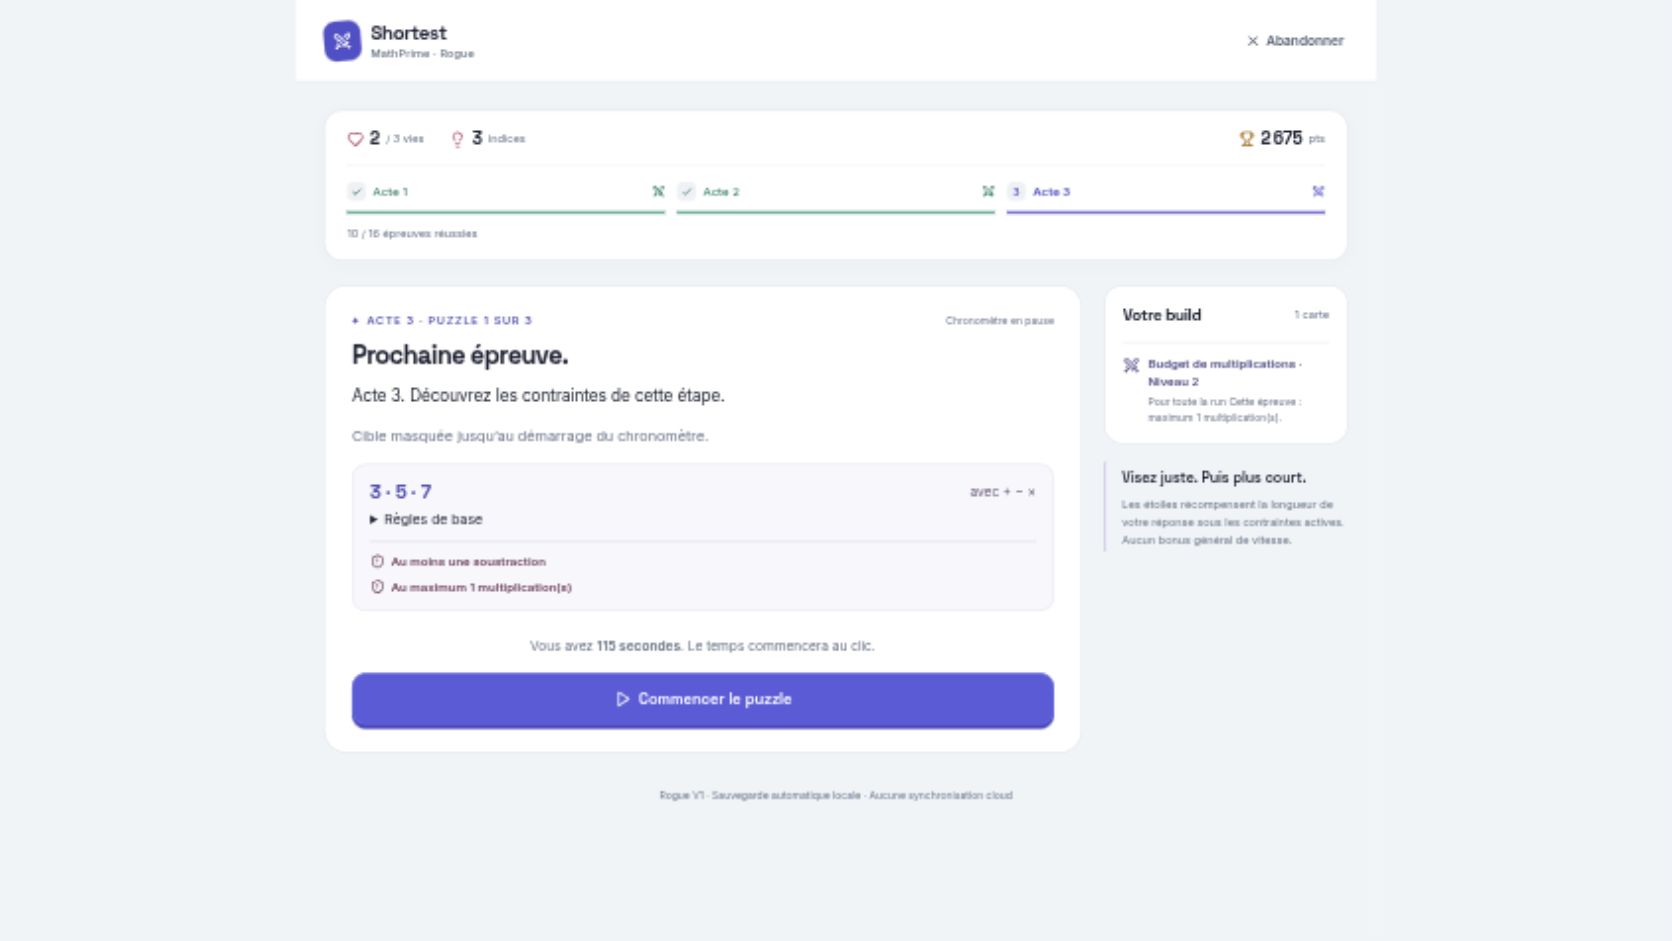 Shortest
MathPrime · Rogue
Abandonner
2 / 3 vies
3 indices
2 675 pts
Acte 1
Acte 2
3 Acte 3
10 / 16 épreuves réussies
ACTE 3 · PUZZLE 1 SUR 3
Chronomètre en pause
Prochaine épreuve.
Acte 3. Découvrez les contraintes de cette étape.
Cible masquée jusqu'au démarrage du chronomètre.
3 · 5 · 7
avec + − ×
▶ Règles de base
Au moins une soustraction
Au maximum 1 multiplication(s)
Vous avez 115 secondes. Le temps commencera au clic.
Commencer le puzzle
Votre build
1 carte
Budget de multiplications ·
Niveau 2
Pour toute la run Cette épreuve :
maximum 1 multiplication(s).
Visez juste. Puis plus court.
Les étoiles récompensent la longueur de
votre réponse sous les contraintes actives.
Aucun bonus général de vitesse.
Rogue V1 · Sauvegarde automatique locale · Aucune synchronisation cloud